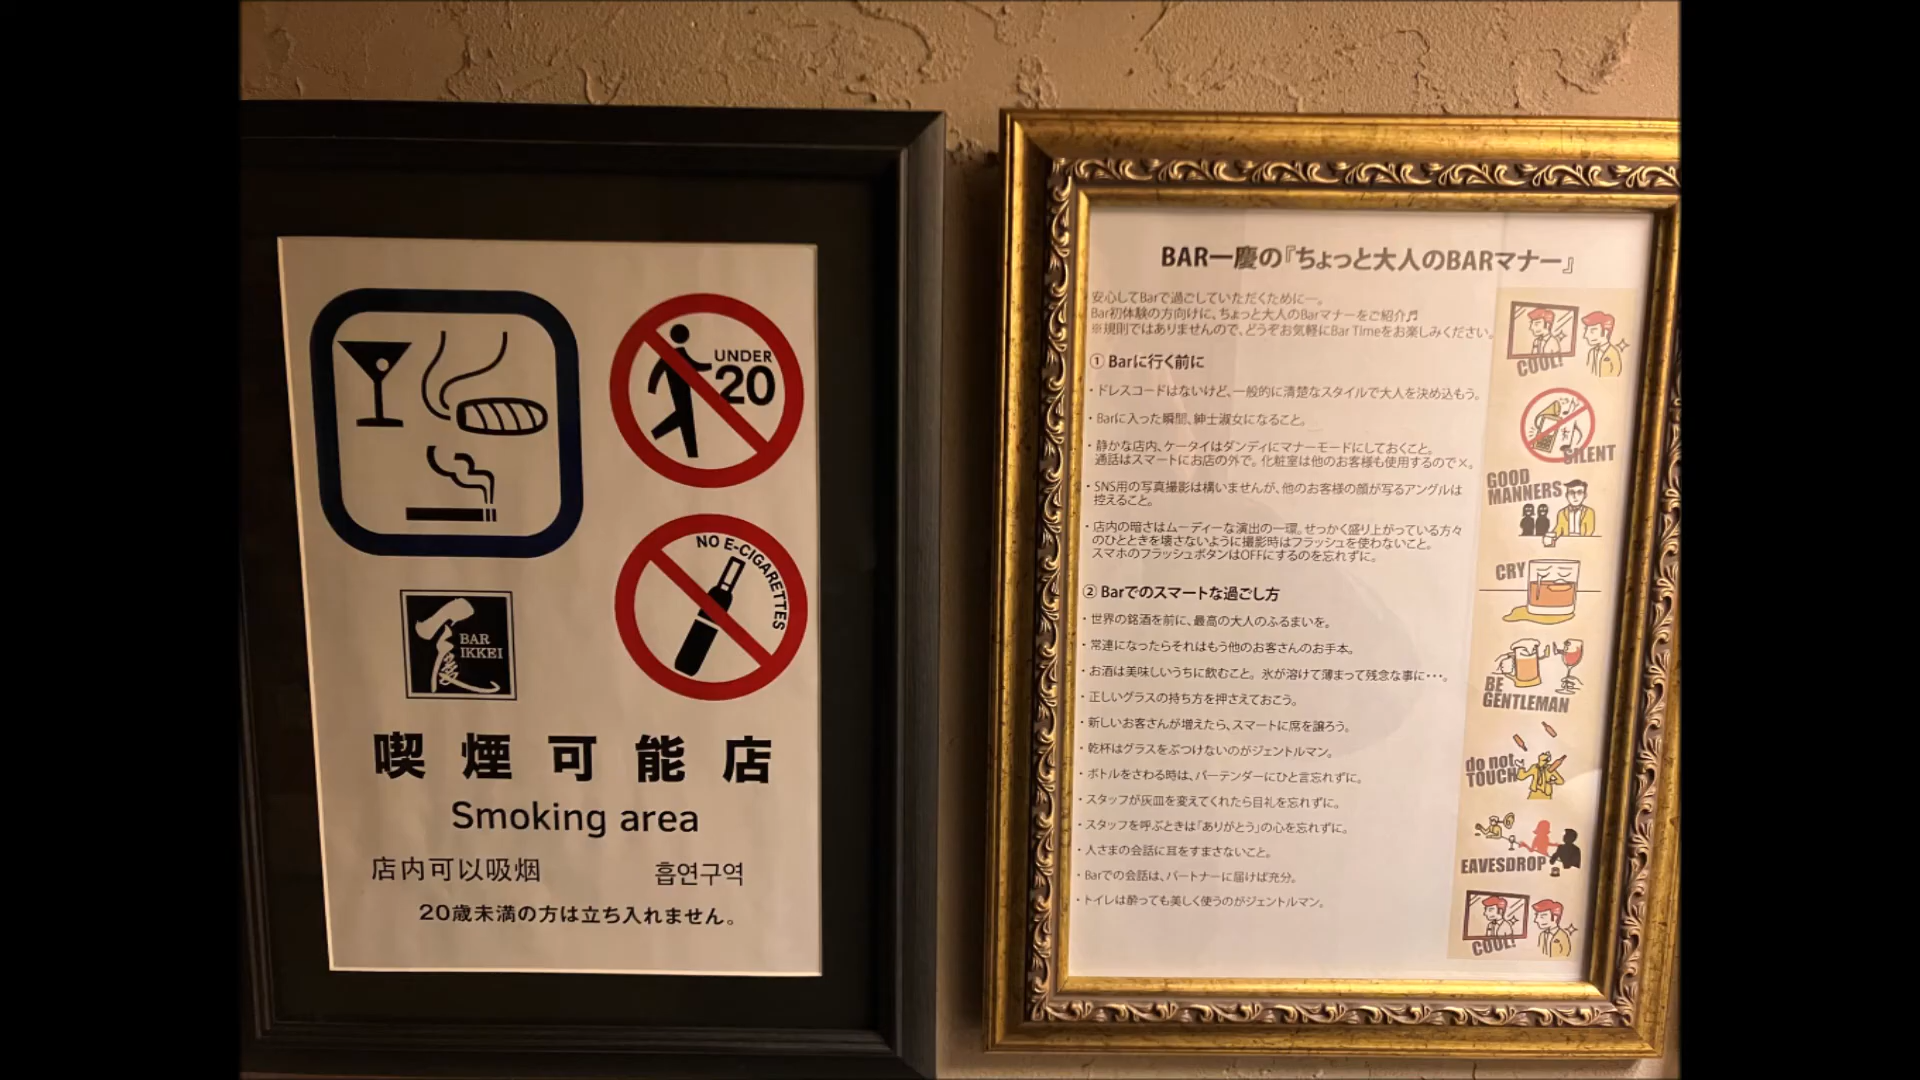 UNDER
20
NO E-CIGARETTES
一慶
BAR
IKKEI
喫煙可能店
Smoking area
店内可以吸烟
흡연구역
20歳未満の方は立ち入れません。
BAR一慶の『ちょっと大人のBARマナー』
安心してBarで過ごしていただくために―。
Bar初体験の方向けに、ちょっと大人のBarマナーをご紹介♬
※規則ではありませんので、どうぞお気軽にBar Timeをお楽しみください。
① Barに行く前に
・ドレスコードはないけど、一般的に清楚なスタイルで大人を決め込もう。
・Barに入った瞬間、紳士淑女になること。
・静かな店内、ケータイはダンディにマナーモードにしておくこと。
通話はスマートにお店の外で。化粧室は他のお客様も使用するので×。
・SNS用の写真撮影は構いませんが、他のお客様の顔が写るアングルは
控えること。
・店内の暗さはムーディーな演出の一環。せっかく盛り上がっている方々
のひとときを壊さないように撮影時はフラッシュを使わないこと。
スマホのフラッシュボタンはOFFにするのを忘れずに。
② Barでのスマートな過ごし方
・世界の銘酒を前に、最高の大人のふるまいを。
・常連になったらそれはもう他のお客さんのお手本。
・お酒は美味しいうちに飲むこと。氷が溶けて薄まって残念な事に・・・。
・正しいグラスの持ち方を押さえておこう。
・新しいお客さんが増えたら、スマートに席を譲ろう。
・乾杯はグラスをぶつけないのがジェントルマン。
・ボトルをさわる時は、バーテンダーにひと言忘れずに。
・スタッフが灰皿を変えてくれたら目礼を忘れずに。
・スタッフを呼ぶときは「ありがとう」の心を忘れずに。
・人さまの会話に耳をすまさないこと。
・Barでの会話は、パートナーに届けば充分。
・トイレは酔っても美しく使うのがジェントルマン。
COOL!
SILENT
GOOD
MANNERS
CRY
BE
GENTLEMAN
do not
TOUCH
EAVESDROP
COOL!